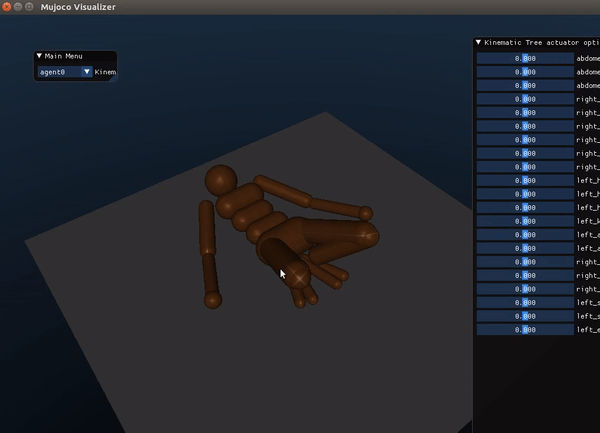 Mujoco Visualizer
Main Menu
agent0 Kinem
Kinematic Tree actuator opti
0.000 abdome
0.000 abdome
0.000 abdome
0.000 right_
0.000 right_
0.000 right_
0.000 right_
0.000 right_
0.000 right_
0.000 left_h
0.000 left_h
0.000 left_h
0.000 left_k
0.000 left_a
0.000 left_a
0.000 right_
0.000 right_
0.000 right_
0.000 left_s
0.000 left_s
0.000 left_e